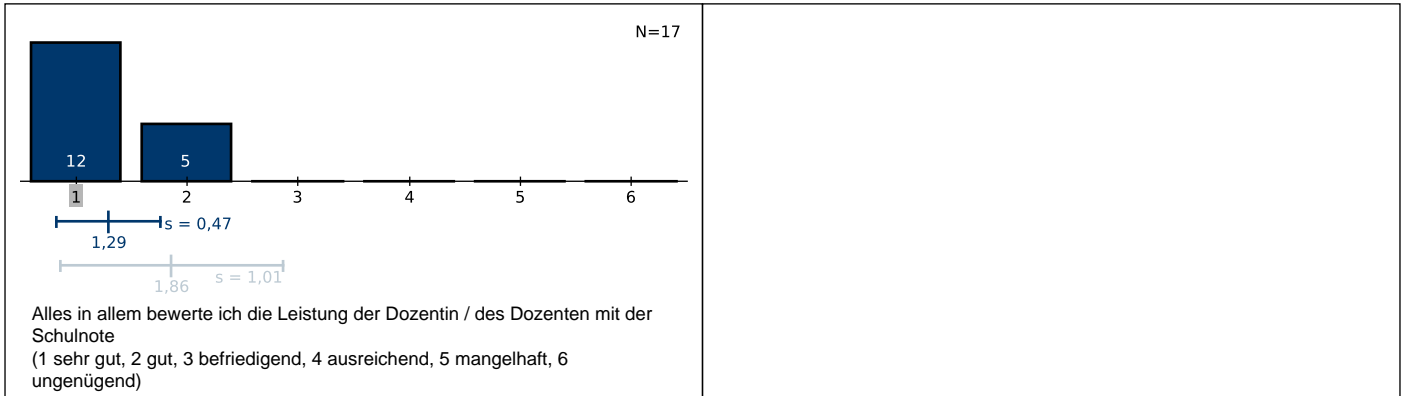 N=17
12 5
1 2 3 4 5 6
s = 0,47
1,29
s = 1,01
1,86
Alles in allem bewerte ich die Leistung der Dozentin / des Dozenten mit der
Schulnote
(1 sehr gut, 2 gut, 3 befriedigend, 4 ausreichend, 5 mangelhaft, 6
ungenügend)